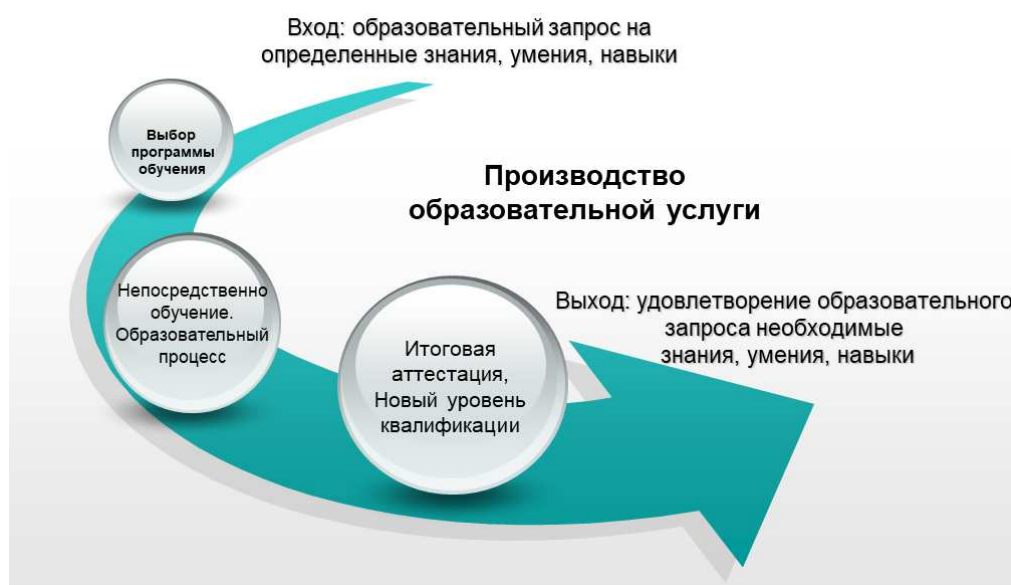 Вход: образовательный запрос на
определенные знания, умения, навыки
Выбор
программы
обучения
Производство
образовательной услуги
Непосредственно
обучение.
Образовательный
процесс
Итоговая
аттестация,
Новый уровень
квалификации
Выход: удовлетворение образовательного
запроса необходимые
знания, умения, навыки